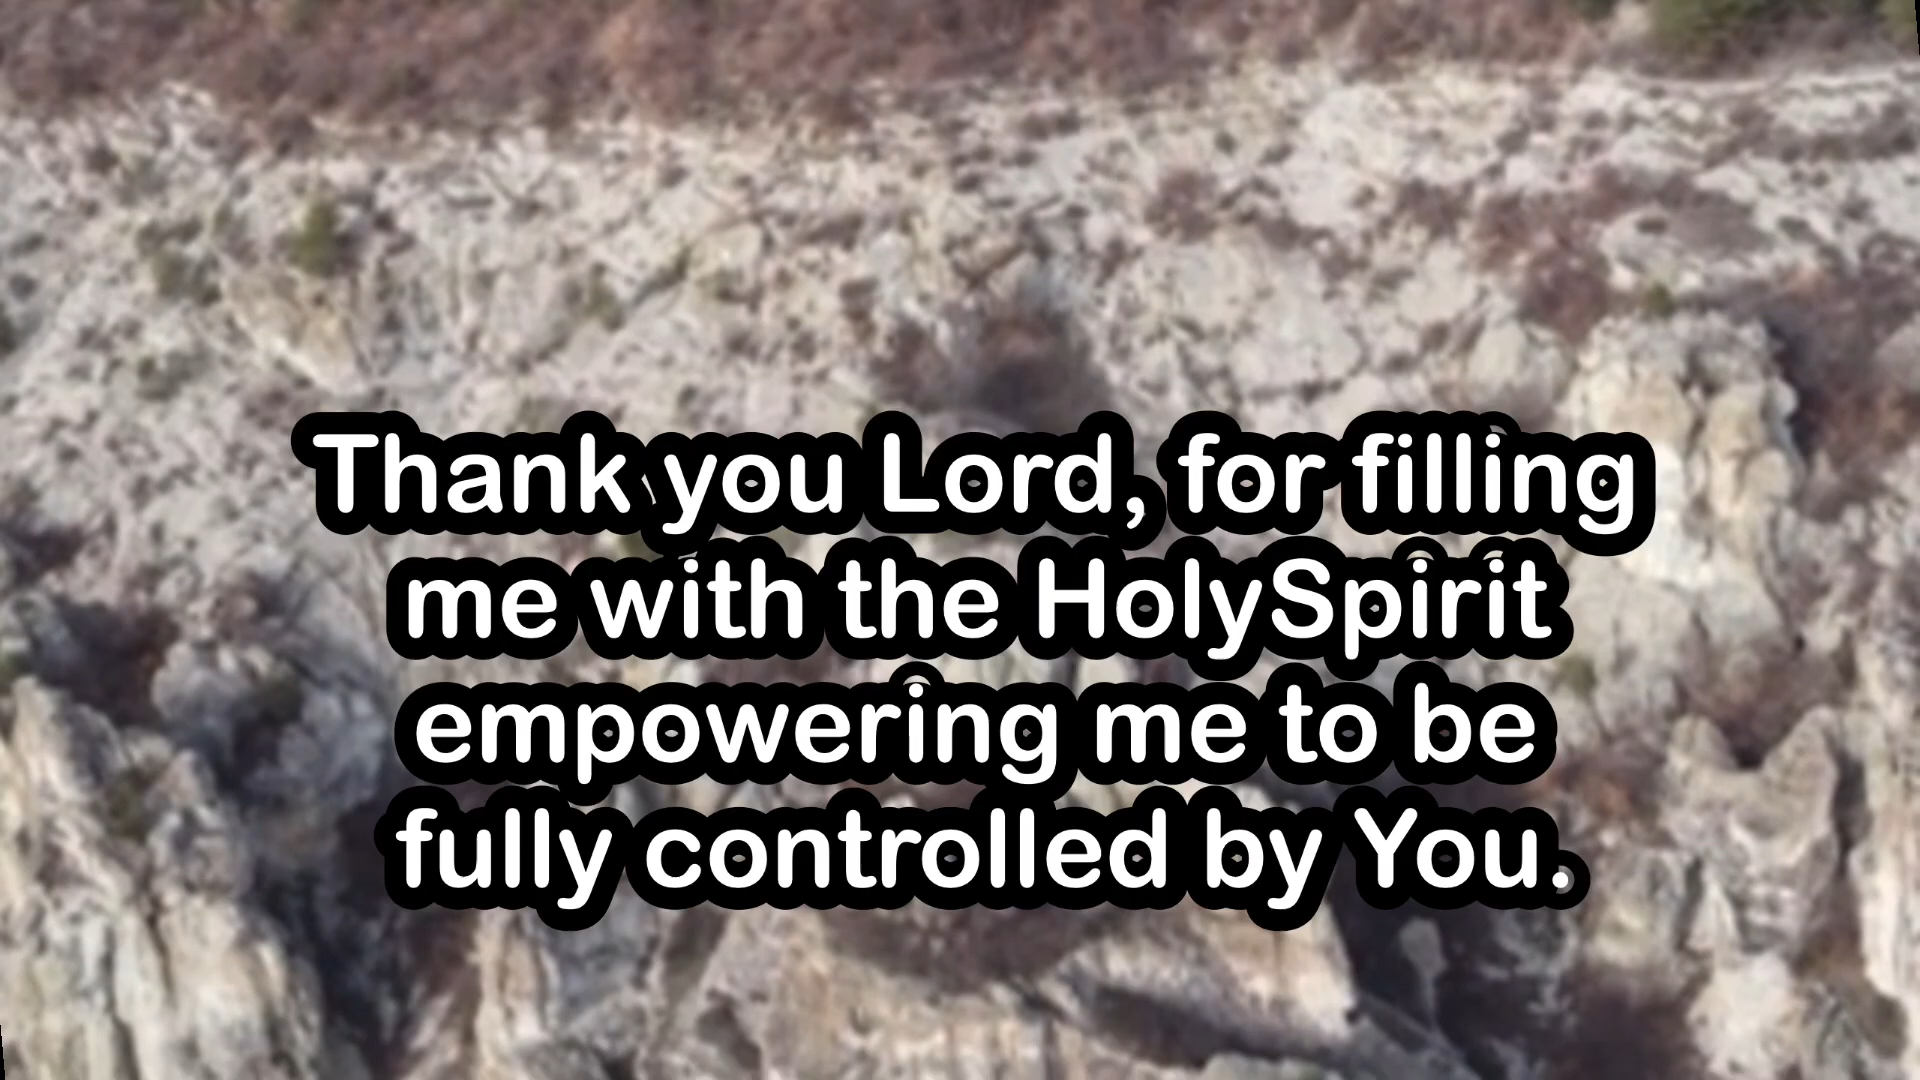 Thank you Lord, for filling
me with the HolySpirit
empowering me to be
fully controlled by You.